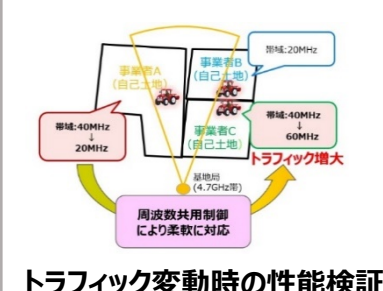 帯域:20MHz
事業者A
(自己土地)
事業者B
(自己土地)
帯域:40MHz
↓
20MHz
事業者C
(自己土地)
帯域:40MHz
↓
60MHz
トラフィック増大
基地局
(4.7GHz帯)
周波数共用制御
により柔軟に対応
トラフィック変動時の性能検証